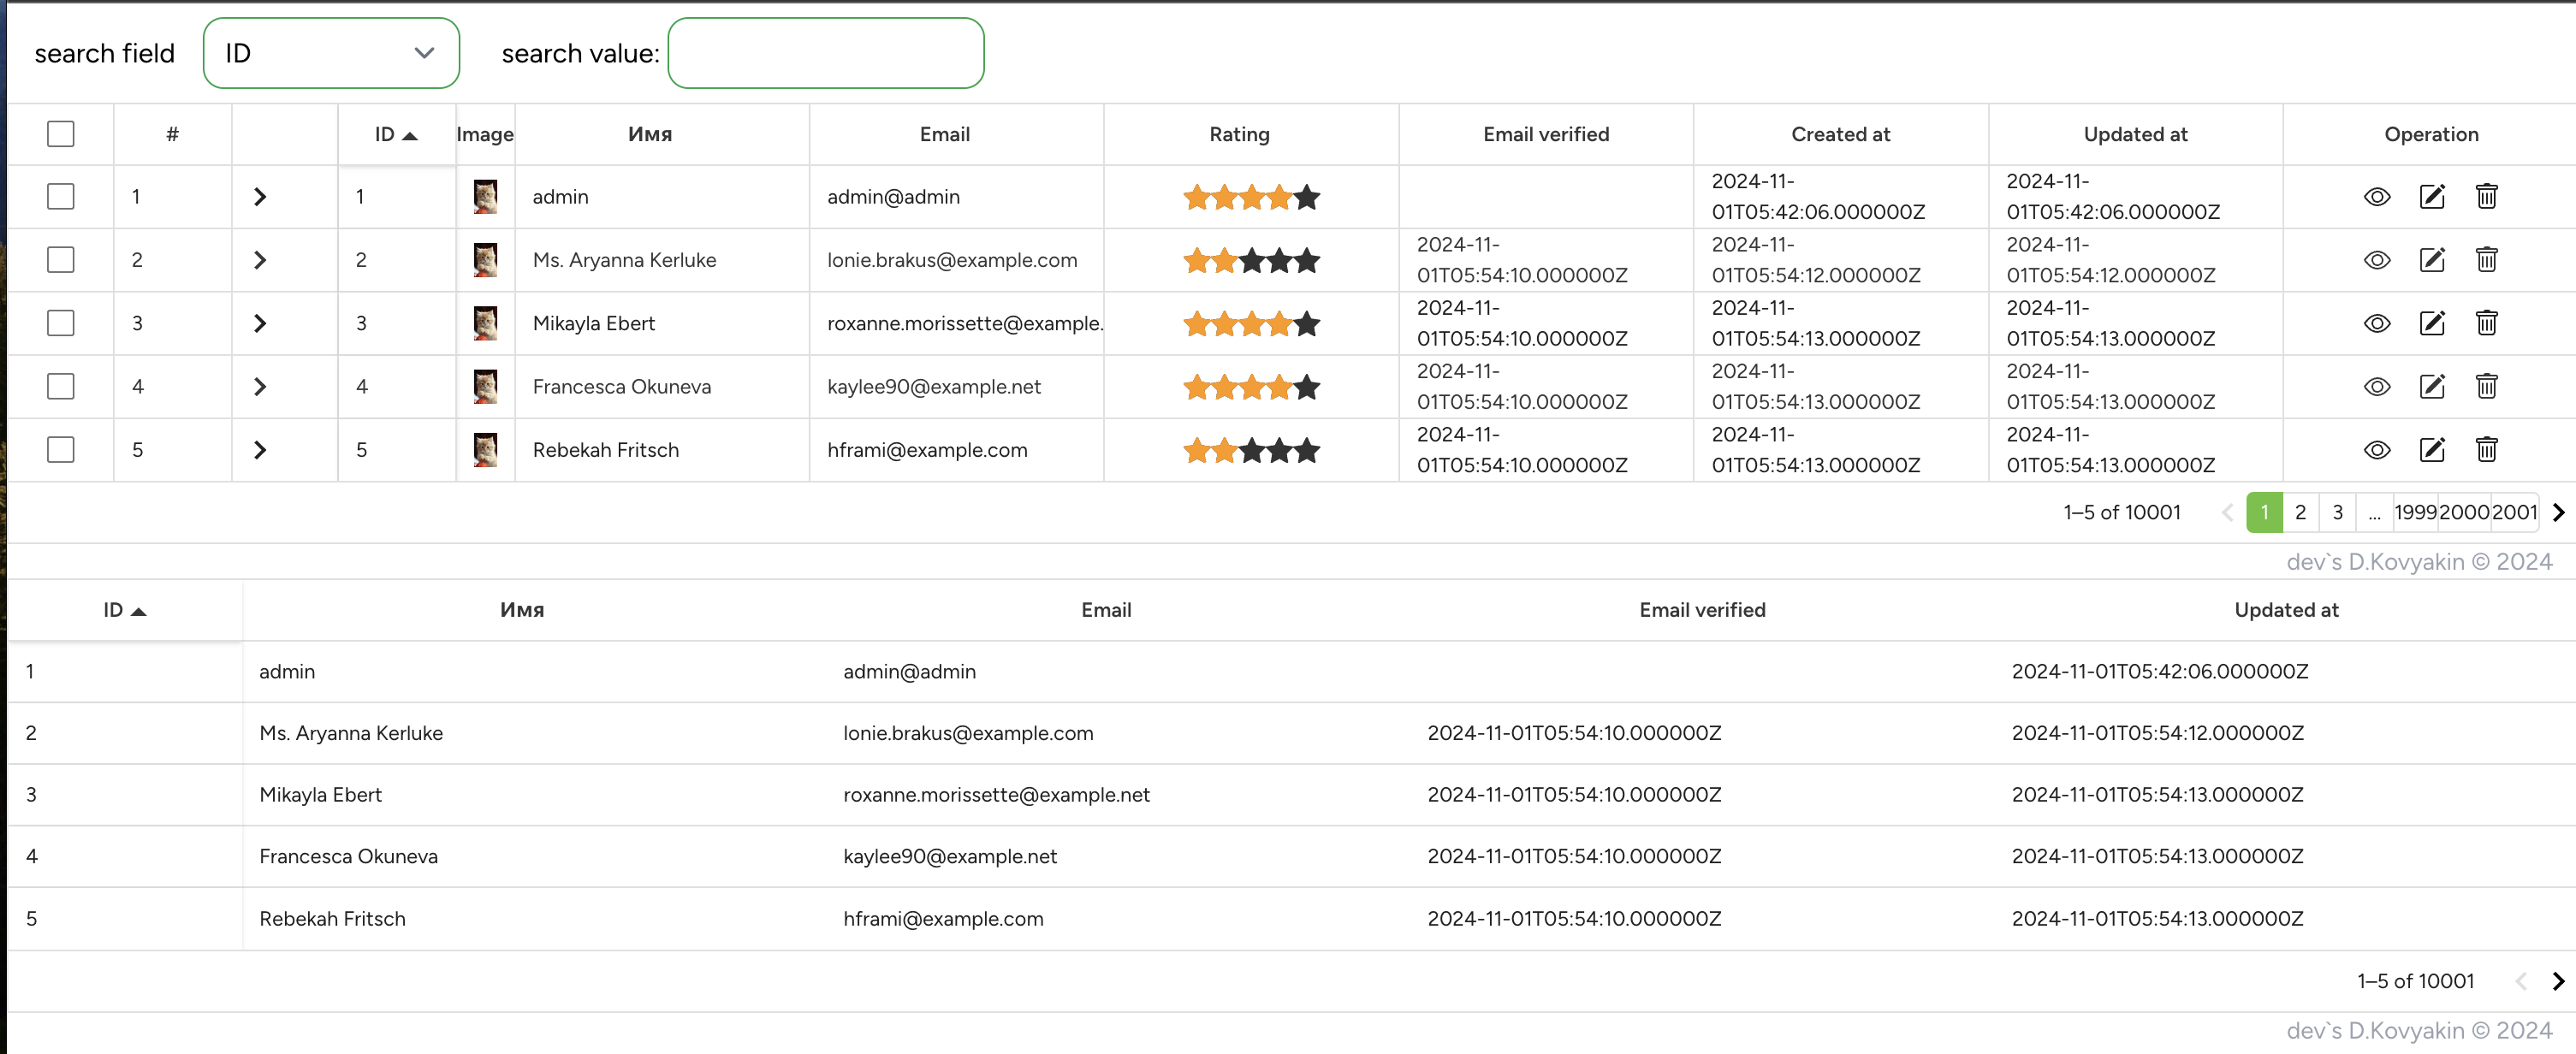 search field ID search value:
# ID Image Имя Email Rating Email verified Created at Updated at Operation
1 1 admin admin@admin 2024-11-01T05:42:06.000000Z 2024-11-01T05:42:06.000000Z
2 2 Ms. Aryanna Kerluke lonie.brakus@example.com 2024-11-01T05:54:10.000000Z 2024-11-01T05:54:12.000000Z 2024-11-01T05:54:12.000000Z
3 3 Mikayla Ebert roxanne.morissette@example. 2024-11-01T05:54:10.000000Z 2024-11-01T05:54:13.000000Z 2024-11-01T05:54:13.000000Z
4 4 Francesca Okuneva kaylee90@example.net 2024-11-01T05:54:10.000000Z 2024-11-01T05:54:13.000000Z 2024-11-01T05:54:13.000000Z
5 5 Rebekah Fritsch hframi@example.com 2024-11-01T05:54:10.000000Z 2024-11-01T05:54:13.000000Z 2024-11-01T05:54:13.000000Z
1–5 of 10001 1 2 3 ... 1999 2000 2001
dev`s D.Kovyakin © 2024
ID Имя Email Email verified Updated at
1 admin admin@admin 2024-11-01T05:42:06.000000Z
2 Ms. Aryanna Kerluke lonie.brakus@example.com 2024-11-01T05:54:10.000000Z 2024-11-01T05:54:12.000000Z
3 Mikayla Ebert roxanne.morissette@example.net 2024-11-01T05:54:10.000000Z 2024-11-01T05:54:13.000000Z
4 Francesca Okuneva kaylee90@example.net 2024-11-01T05:54:10.000000Z 2024-11-01T05:54:13.000000Z
5 Rebekah Fritsch hframi@example.com 2024-11-01T05:54:10.000000Z 2024-11-01T05:54:13.000000Z
1–5 of 10001
dev`s D.Kovyakin © 2024